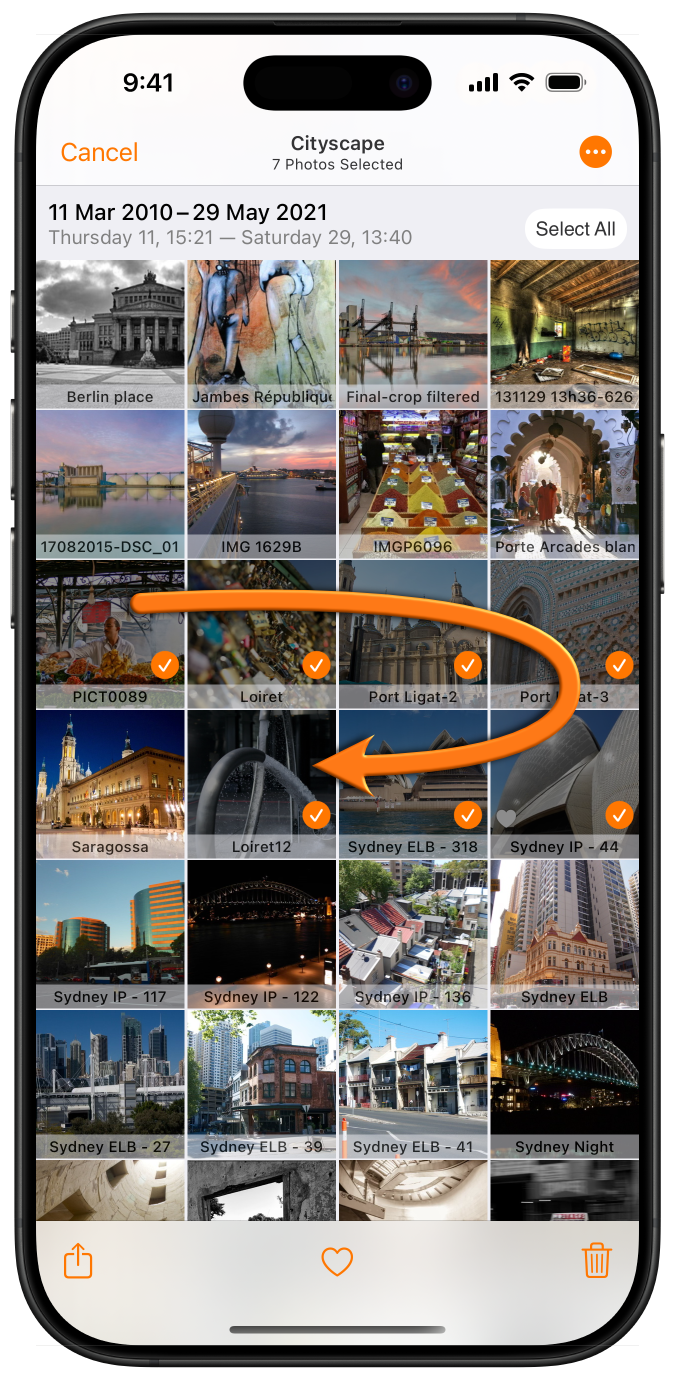 9:41
Cancel
Cityscape
7 Photos Selected
11 Mar 2010 – 29 May 2021
Thursday 11, 15:21 — Saturday 29, 13:40
Select All
Berlin place
Jambes République
Final-crop filtered
131129 13h36-626
17082015-DSC_01
IMG 1629B
IMGP6096
Porte Arcades blan
PICT0089
Loiret
Port Ligat-2
Port Ligat-3
Saragossa
Loiret12
Sydney ELB - 318
Sydney IP - 44
Sydney IP - 117
Sydney IP - 122
Sydney IP - 136
Sydney ELB
Sydney ELB - 27
Sydney ELB - 39
Sydney ELB - 41
Sydney Night